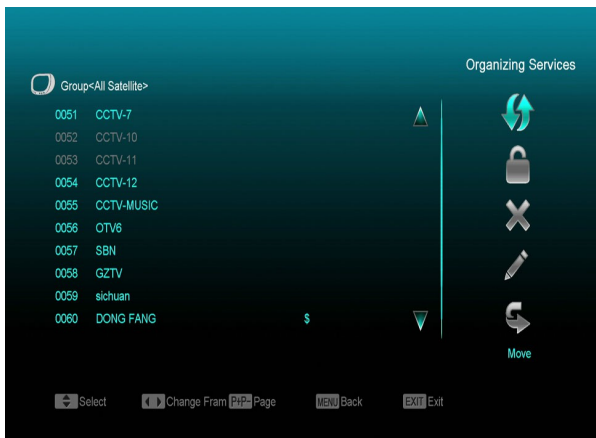 Organizing Services
Group<All Satellite>
0051 CCTV-7
0052 CCTV-10
0053 CCTV-11
0054 CCTV-12
0055 CCTV-MUSIC
0056 OTV6
0057 SBN
0058 GZTV
0059 sichuan
0060 DONG FANG $
Move
Select Change Fram P+P- Page MENU Back EXIT Exit